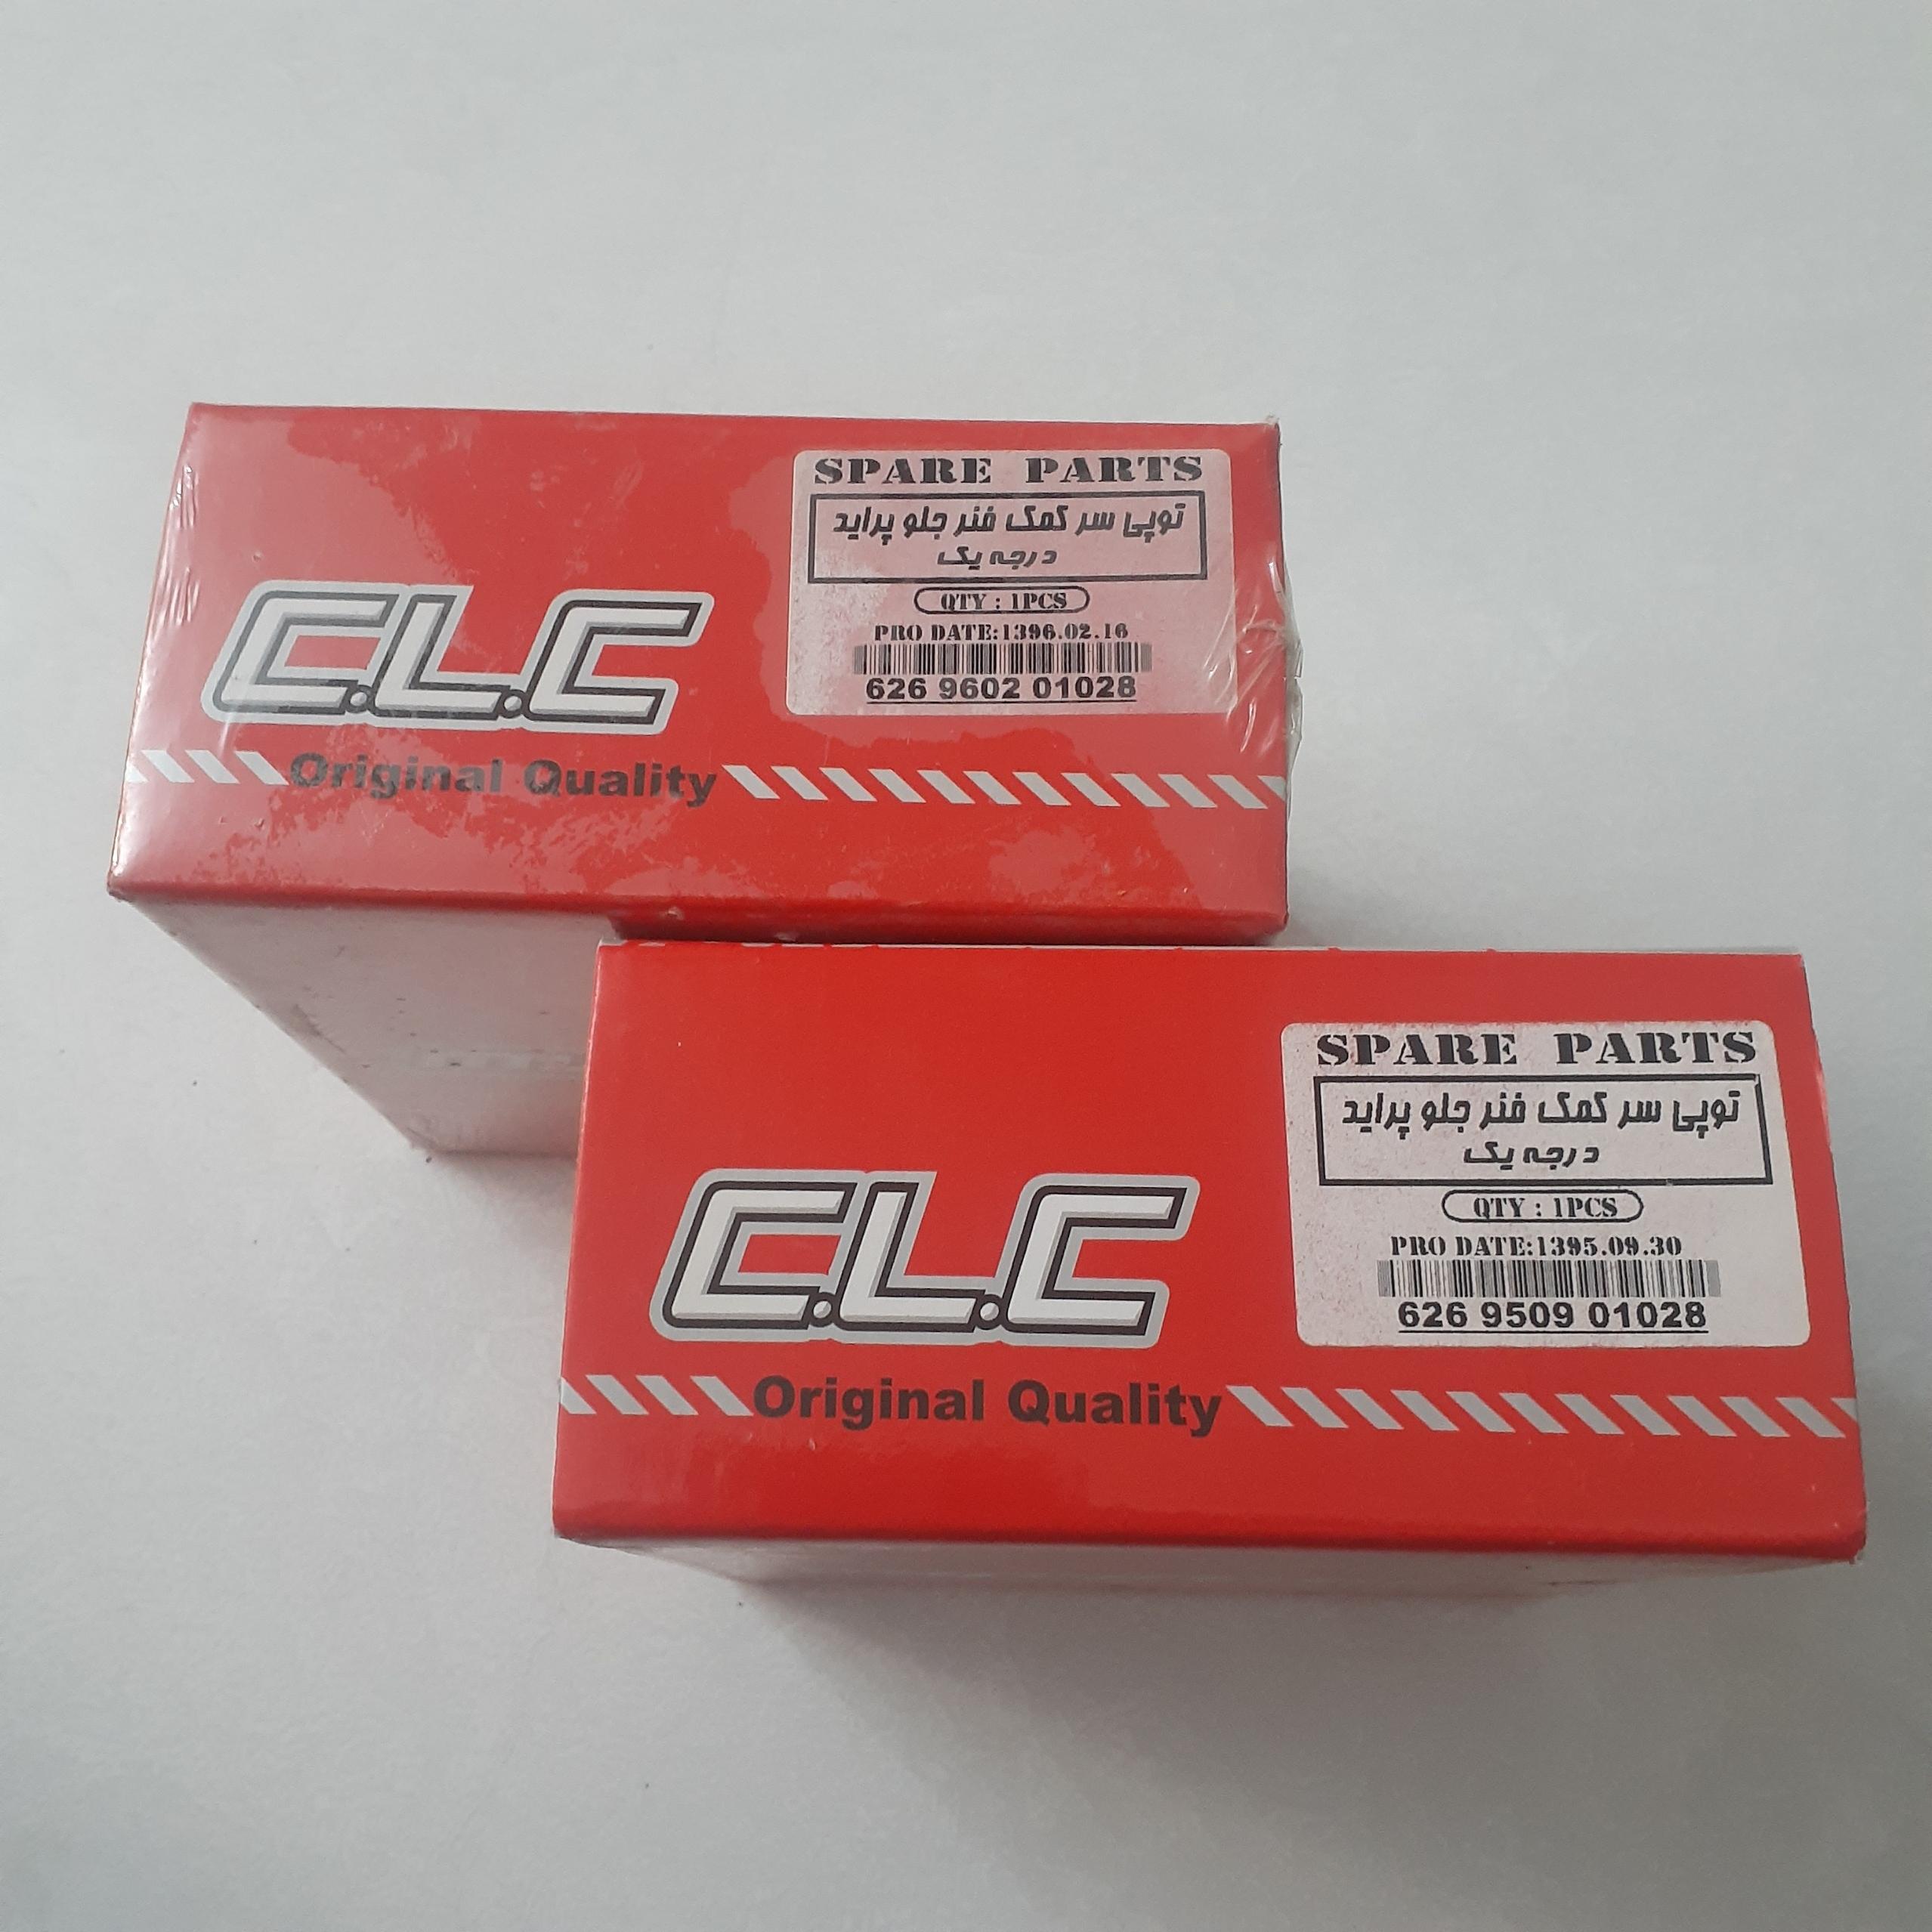 SPARE PARTS
توپی سر کمک فنر جلو پراید
درجه یک
QTY : 1PCS
PRO DATE:1396.02.16
626 9602 01028
C.L.C
Original Quality
SPARE PARTS
توپی سر کمک فنر جلو پراید
درجه یک
QTY : 1PCS
PRO DATE:1395.09.30
626 9509 01028
C.L.C
Original Quality